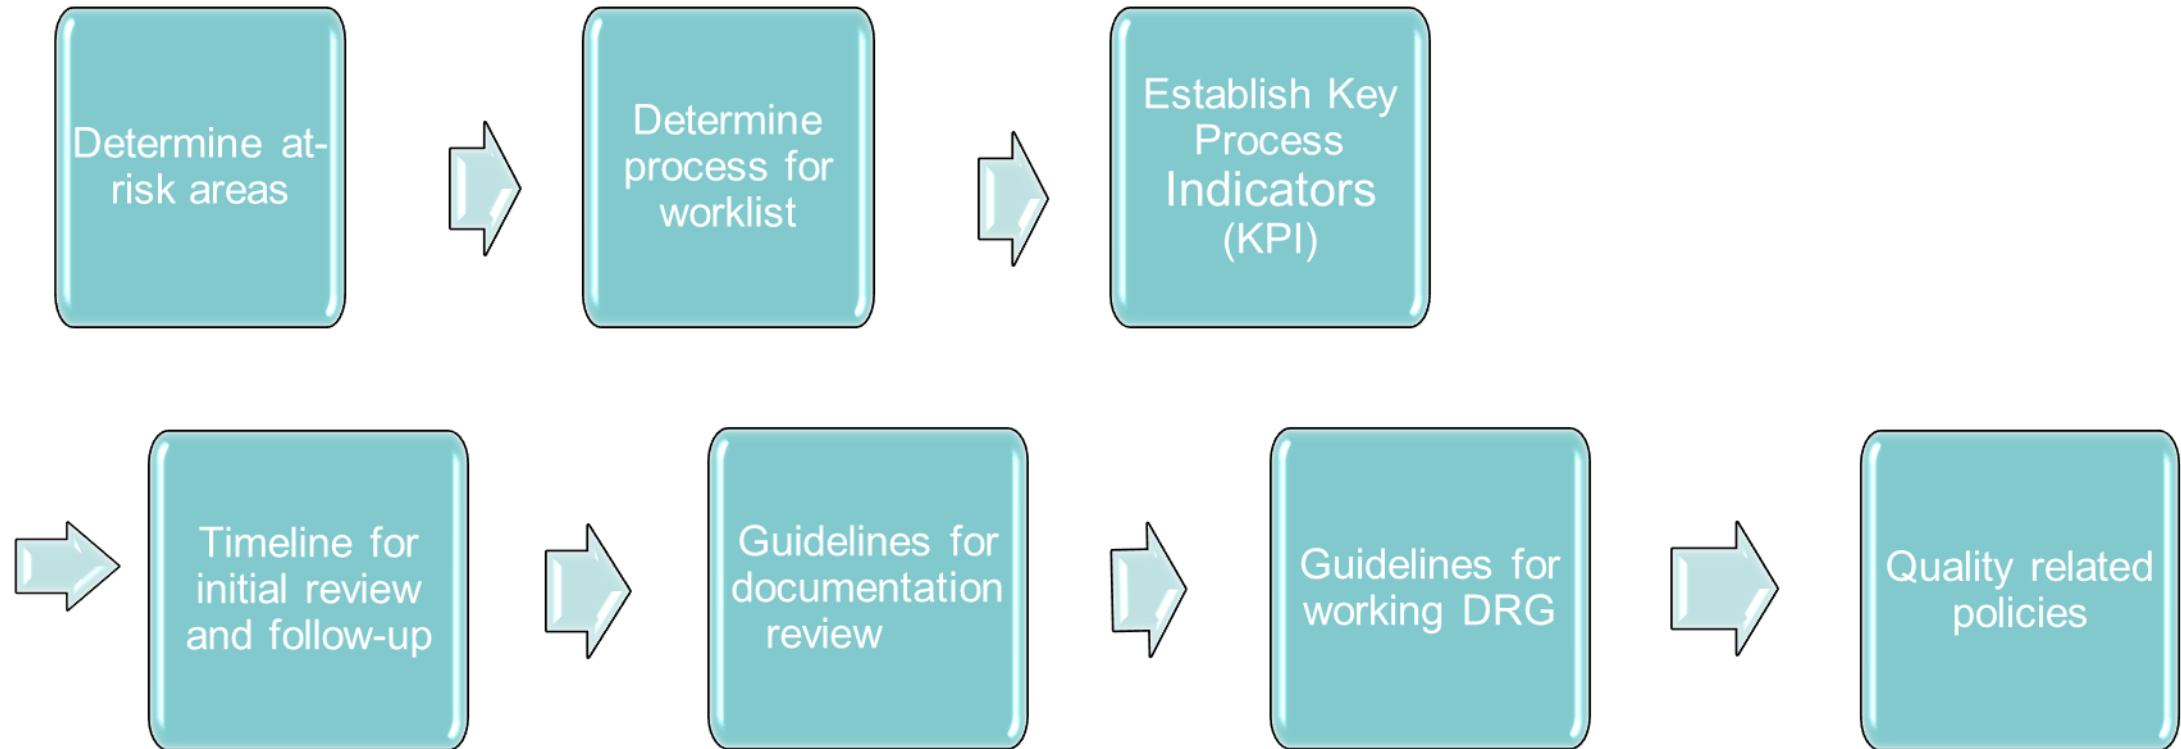 Determine at-
risk areas
Determine
process for
worklist
Establish Key
Process
Indicators
(KPI)
Timeline for
initial review
and follow-up
Guidelines for
documentation
review
Guidelines for
working DRG
Quality related
policies